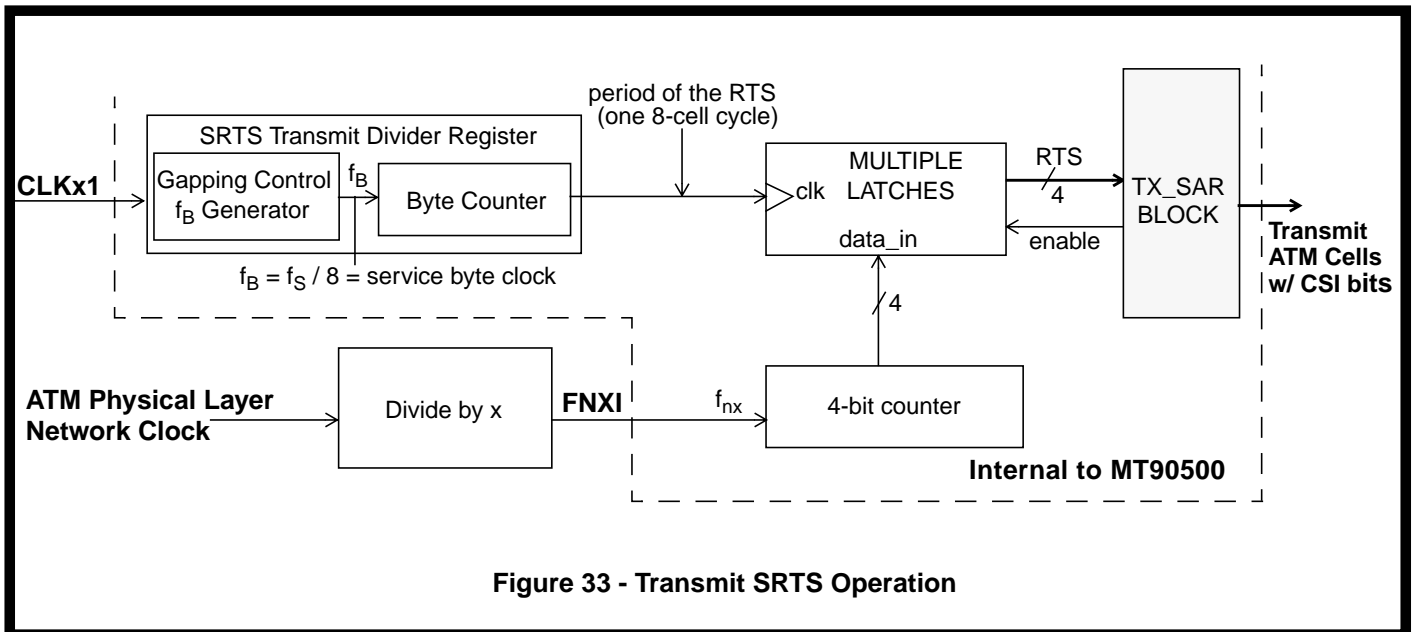 period of the RTS
(one 8-cell cycle)
SRTS Transmit Divider Register
CLKx1
Gapping Control
fB Generator
fB
Byte Counter
fB = fS / 8 = service byte clock
MULTIPLE
LATCHES
clk
data_in
RTS
4
enable
TX_SAR
BLOCK
Transmit
ATM Cells
w/ CSI bits
4
ATM Physical Layer
Network Clock
Divide by x
FNXI
fnx
4-bit counter
Internal to MT90500
Figure 33 - Transmit SRTS Operation